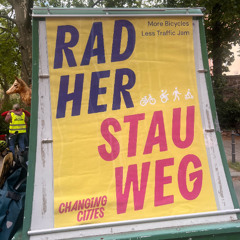 More Bicycles
Less Traffic Jam
RAD
HER
STAU
WEG
CHANGING
CITIES